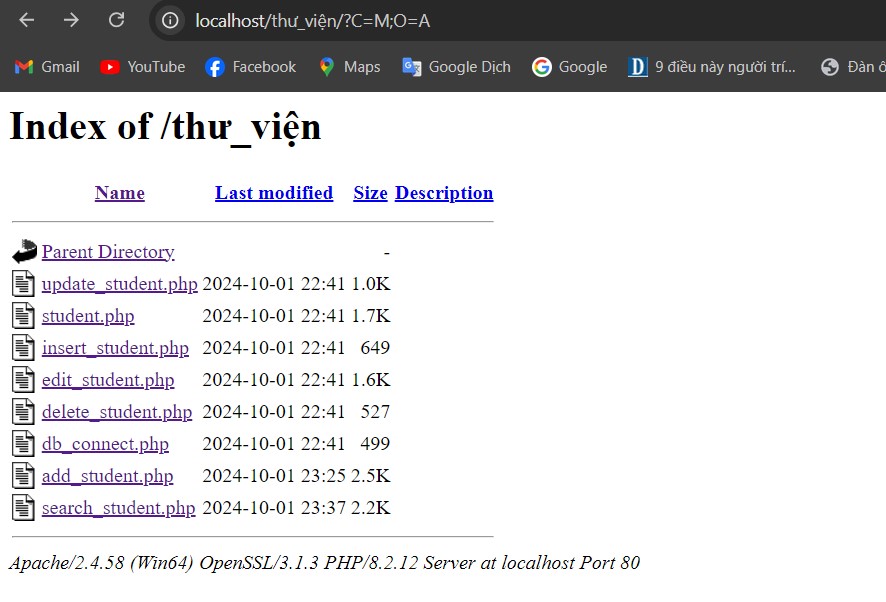 localhost/thư_viện/?C=M;O=A
Gmail YouTube Facebook Maps Google Dịch Google 9 điều này người trí... Đàn ô
Index of /thư_viện
Name Last modified Size Description
Parent Directory -
update_student.php 2024-10-01 22:41 1.0K
student.php 2024-10-01 22:41 1.7K
insert_student.php 2024-10-01 22:41 649
edit_student.php 2024-10-01 22:41 1.6K
delete_student.php 2024-10-01 22:41 527
db_connect.php 2024-10-01 22:41 499
add_student.php 2024-10-01 23:25 2.5K
search_student.php 2024-10-01 23:37 2.2K
Apache/2.4.58 (Win64) OpenSSL/3.1.3 PHP/8.2.12 Server at localhost Port 80